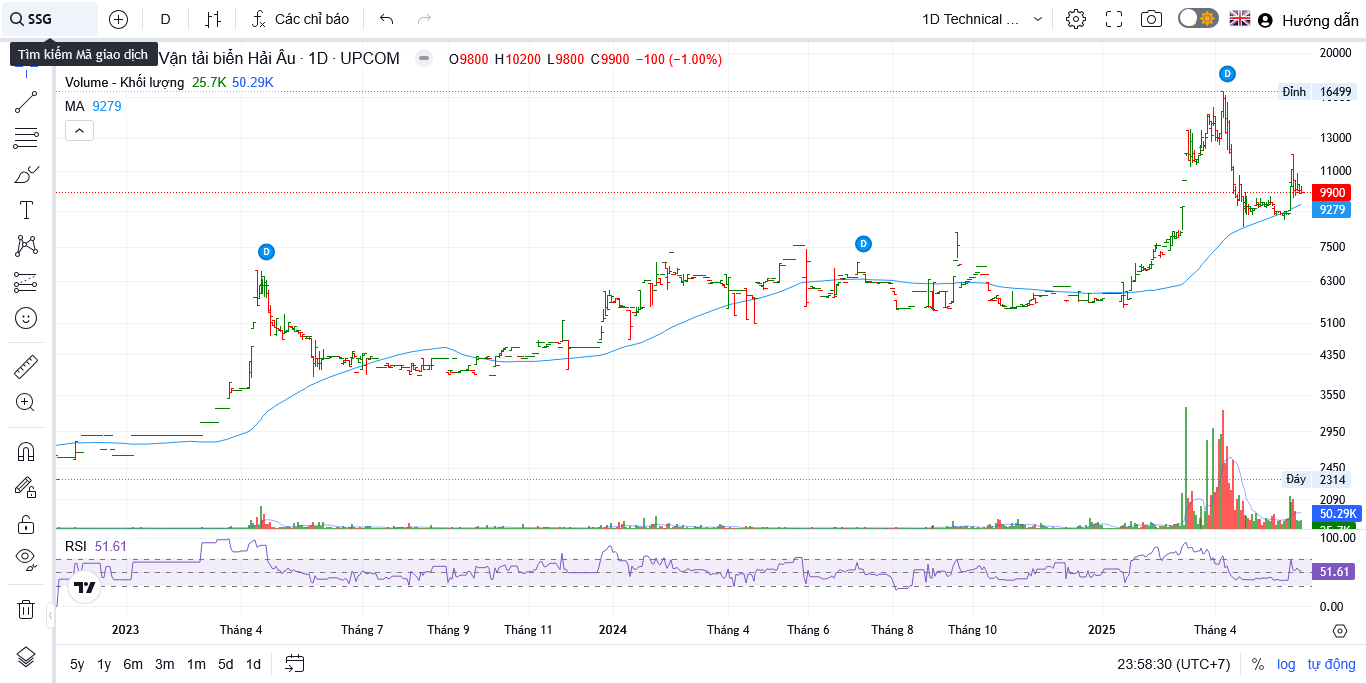 SSG
D
Các chỉ báo
1D Technical ...
Hướng dẫn
Tìm kiếm Mã giao dịch
Vận tải biển Hải Âu · 1D · UPCOM
O9800 H10200 L9800 C9900 −100 (−1.00%)
Volume - Khối lượng 25.7K 50.29K
MA 9279
D
D
D
20000
Đỉnh 16499
13000
11000
9900
9279
7500
6300
5100
4350
3550
2950
2450
Đáy 2314
2090
50.29K
25.7K
RSI 51.61
100.00
51.61
0.00
2023 Tháng 4 Tháng 7 Tháng 9 Tháng 11 2024 Tháng 4 Tháng 6 Tháng 8 Tháng 10 2025 Tháng 4
5y 1y 6m 3m 1m 5d 1d
23:58:30 (UTC+7) % log tự động